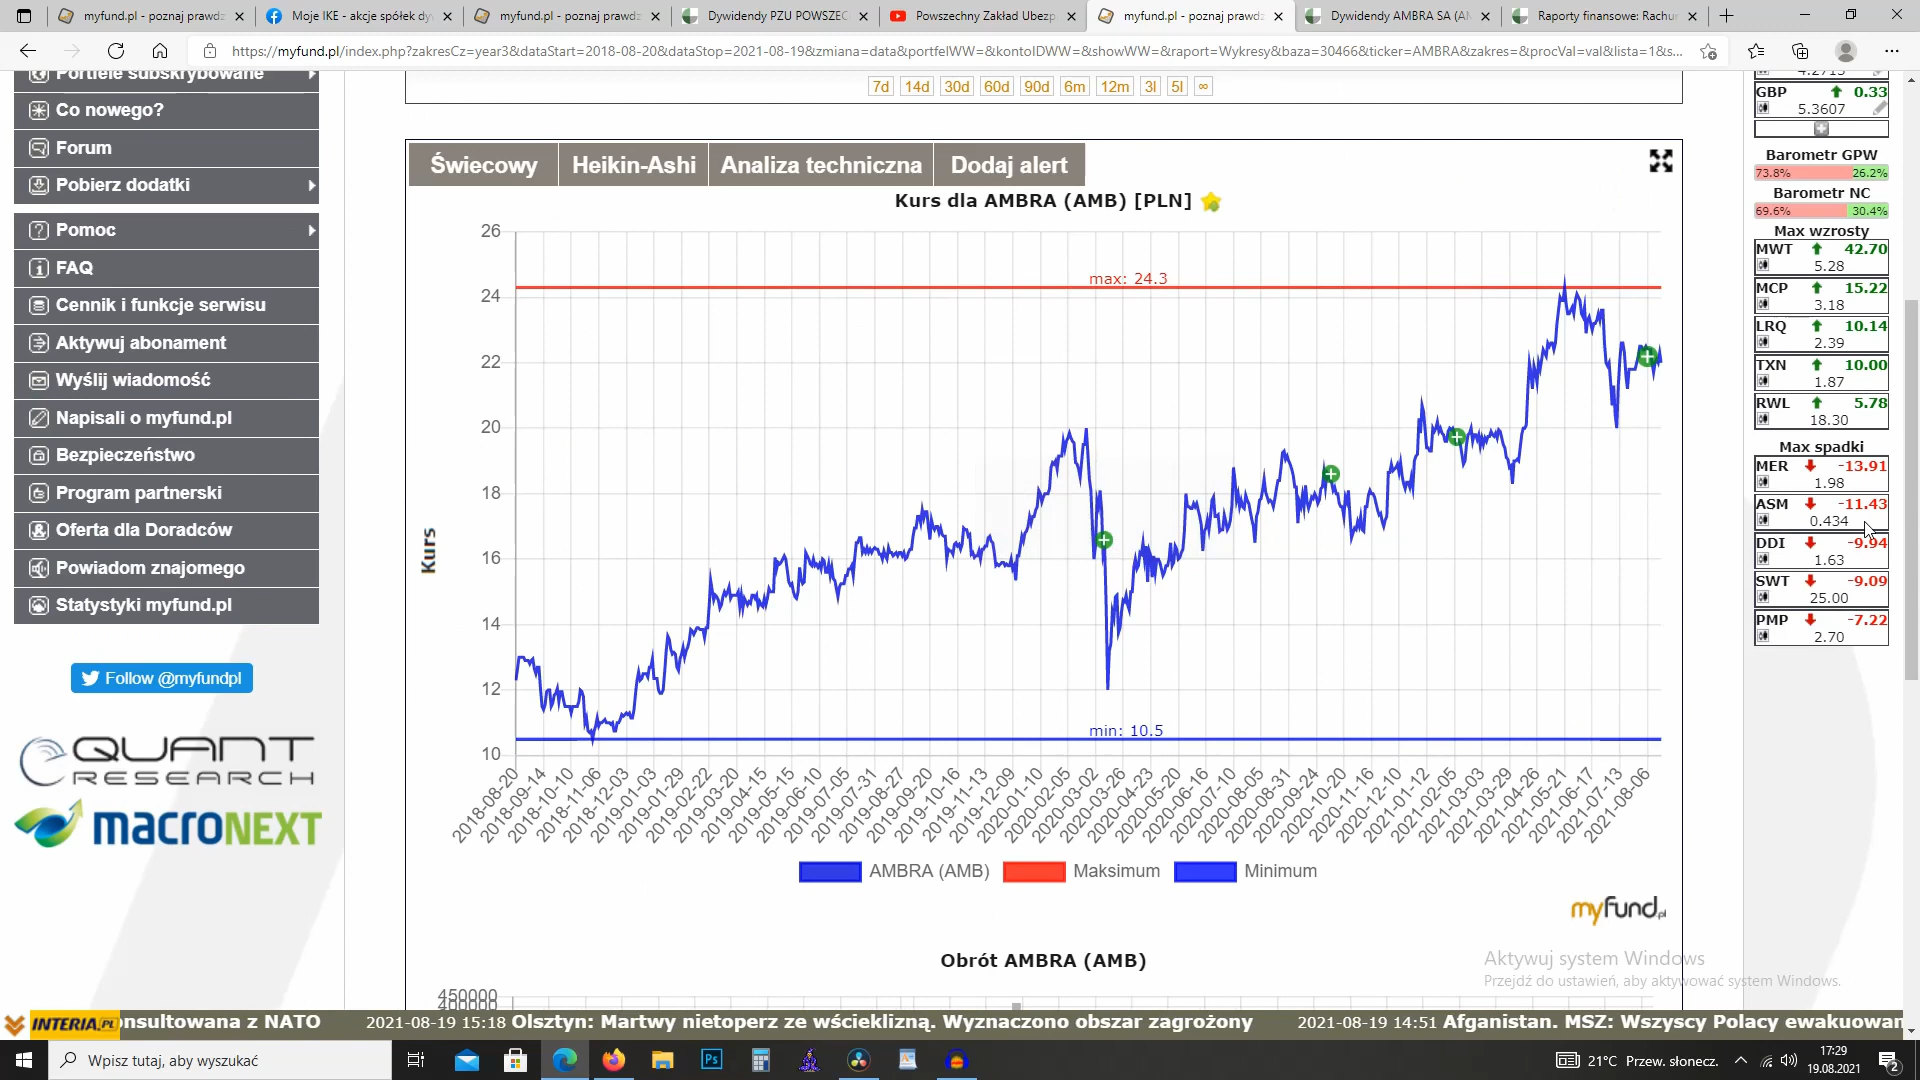 myfund.pl - poznaj prawdz
Moje IKE - akcje spółek dy
myfund.pl - poznaj prawdz
Dywidendy PZU POWSZEC
Powszechny Zakład Ubezp
myfund.pl - poznaj prawdz
Dywidendy AMBRA SA (AM
Raporty finansowe: Rachu
https://myfund.pl/index.php?zakresCz=year3&dataStart=2018-08-20&dataStop=2021-08-19&zmiana=data&portfelWW=&kontoIDWW=&showWW=&raport=Wykresy&baza=30466&ticker=AMBRA&zakres=&procVal=val&lista=1&s...
Portfele subskrybowane
Co nowego?
Forum
Pobierz dodatki
Pomoc
FAQ
Cennik i funkcje serwisu
Aktywuj abonament
Wyślij wiadomość
Napisali o myfund.pl
Bezpieczeństwo
Program partnerski
Oferta dla Doradców
Powiadom znajomego
Statystyki myfund.pl
Follow @myfundpl
QUANT
RESEARCH
macroNEXT
7d 14d 30d 60d 90d 6m 12m 3l 5l ∞
Świecowy Heikin-Ashi Analiza techniczna Dodaj alert
Kurs dla AMBRA (AMB) [PLN]
max: 24.3
min: 10.5
Kurs
26
24
22
20
18
16
14
12
10
2018-08-20
2018-09-14
2018-10-10
2018-11-06
2018-12-03
2019-01-03
2019-01-29
2019-02-22
2019-03-20
2019-04-15
2019-05-15
2019-06-10
2019-07-05
2019-07-31
2019-08-27
2019-09-20
2019-10-16
2019-11-13
2019-12-09
2020-01-10
2020-02-05
2020-03-02
2020-03-26
2020-04-23
2020-05-20
2020-06-16
2020-07-10
2020-08-05
2020-08-31
2020-09-24
2020-10-20
2020-11-16
2020-12-10
2021-01-12
2021-02-05
2021-03-03
2021-03-29
2021-04-26
2021-05-21
2021-06-17
2021-07-13
2021-08-06
AMBRA (AMB) Maksimum Minimum
myfund.pl
Obrót AMBRA (AMB)
450000
400000
4.2715
GBP 0.33
5.3607
Barometr GPW
73.8% 26.2%
Barometr NC
69.6% 30.4%
Max wzrosty
MWT 42.70
5.28
MCP 15.22
3.18
LRQ 10.14
2.39
TXN 10.00
1.87
RWL 5.78
18.30
Max spadki
MER -13.91
1.98
ASM -11.43
0.434
DDI -9.94
1.63
SWT -9.09
25.00
PMP -7.22
2.70
Aktywuj system Windows
Przejdź do ustawień, aby aktywować system Windows.
INTERIA.PL onsultowana z NATO 2021-08-19 15:18 Olsztyn: Martwy nietoperz ze wścieklizną. Wyznaczono obszar zagrożony 2021-08-19 14:51 Afganistan. MSZ: Wszyscy Polacy ewakuowan
Wpisz tutaj, aby wyszukać
Ps
21°C Przew. słonecz.
17:29
19.08.2021
2